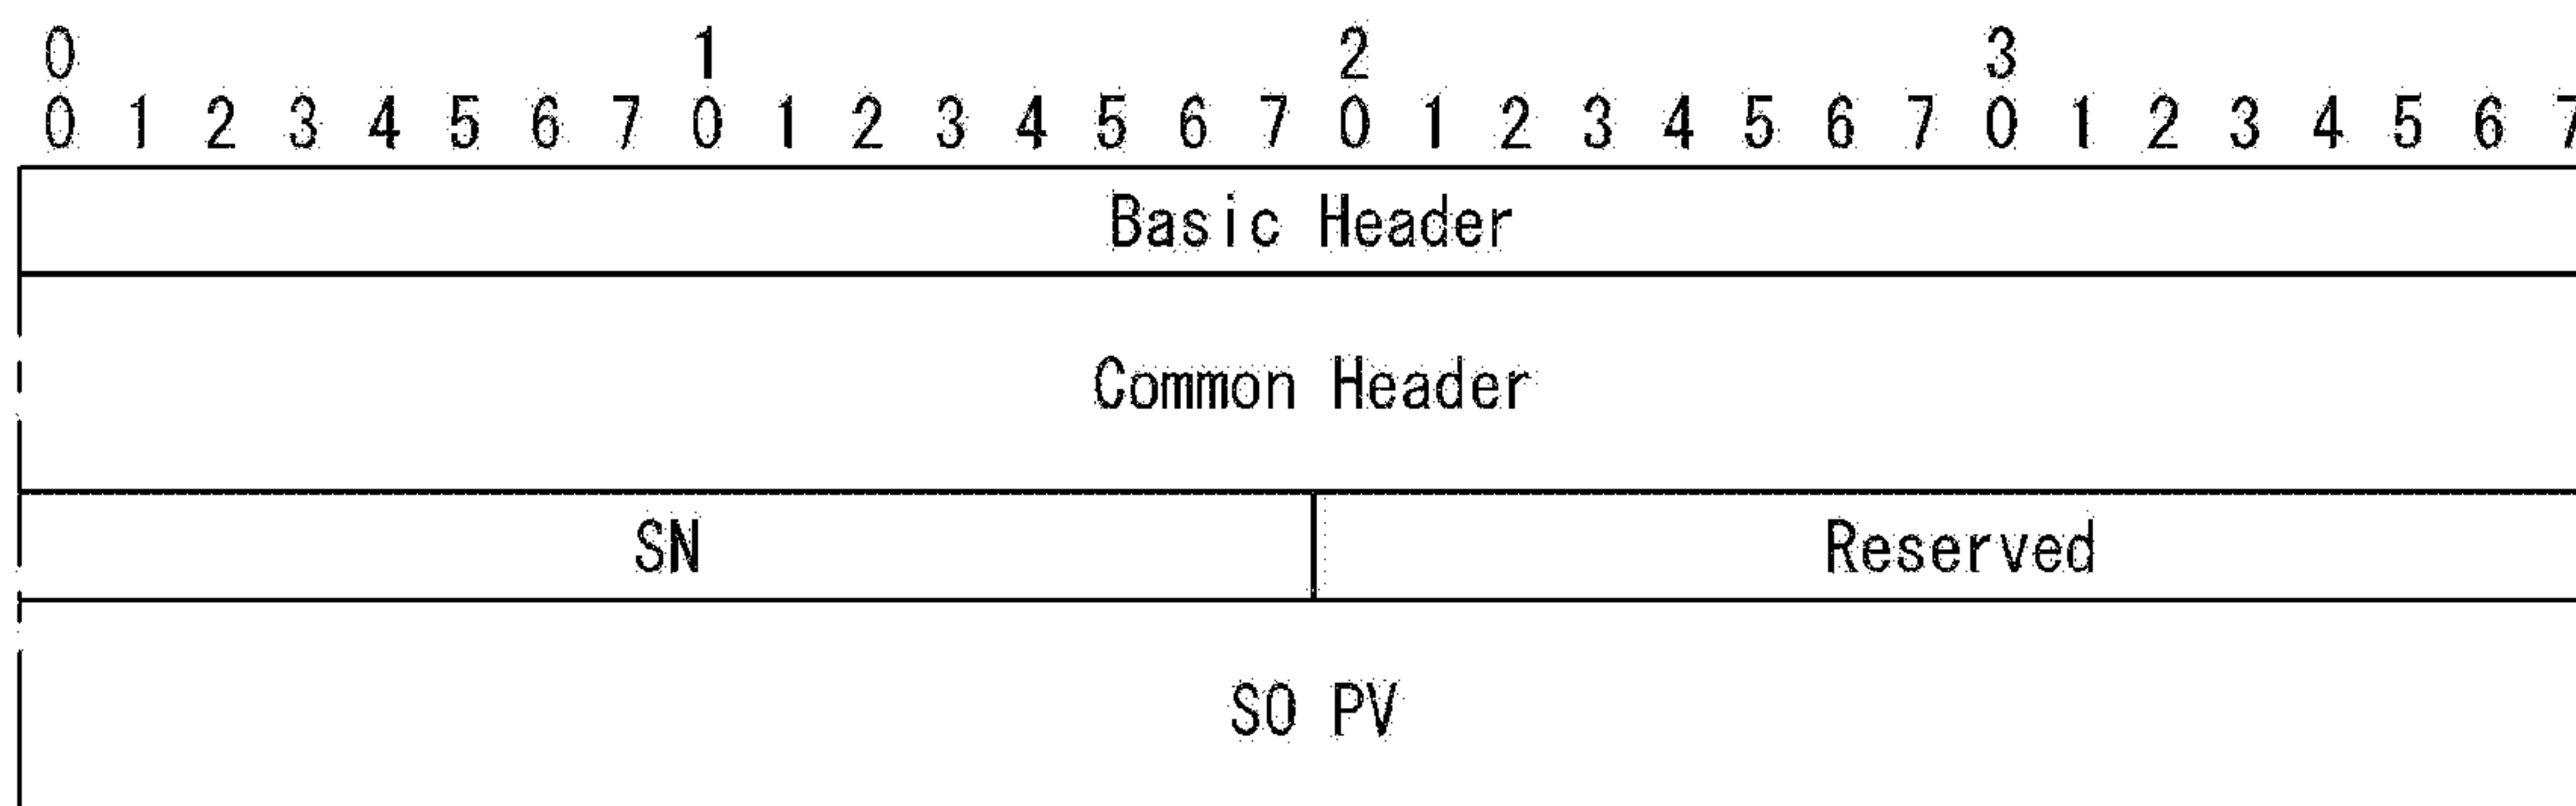 0 1 2 3
0 1 2 3 4 5 6 7 0 1 2 3 4 5 6 7 0 1 2 3 4 5 6 7 0 1 2 3 4 5 6 7
Basic Header
Common Header
SN Reserved
SO PV